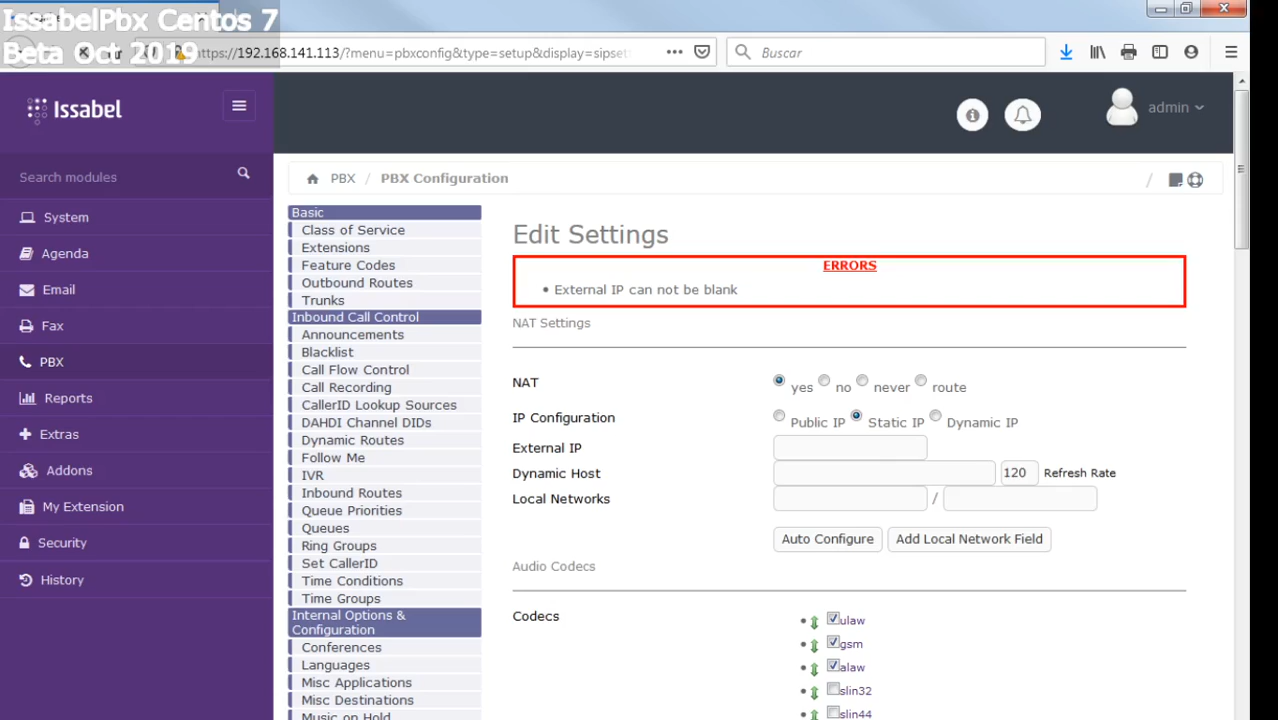 IssabelPbx Centos 7
Beta Oct 2019
https://192.168.141.113/?menu=pbxconfig&type=setup&display=sipsett
Buscar
Issabel
admin
Search modules
PBX / PBX Configuration /
System
Agenda
Email
Fax
PBX
Reports
Extras
Addons
My Extension
Security
History
Basic
Class of Service
Extensions
Feature Codes
Outbound Routes
Trunks
Inbound Call Control
Announcements
Blacklist
Call Flow Control
Call Recording
CallerID Lookup Sources
DAHDI Channel DIDs
Dynamic Routes
Follow Me
IVR
Inbound Routes
Queue Priorities
Queues
Ring Groups
Set CallerID
Time Conditions
Time Groups
Internal Options &
Configuration
Conferences
Languages
Misc Applications
Misc Destinations
Music on Hold
Edit Settings
ERRORS
• External IP can not be blank
NAT Settings
NAT yes no never route
IP Configuration Public IP Static IP Dynamic IP
External IP
Dynamic Host 120 Refresh Rate
Local Networks /
Auto Configure Add Local Network Field
Audio Codecs
Codecs • ulaw
• gsm
• alaw
• slin32
• slin44